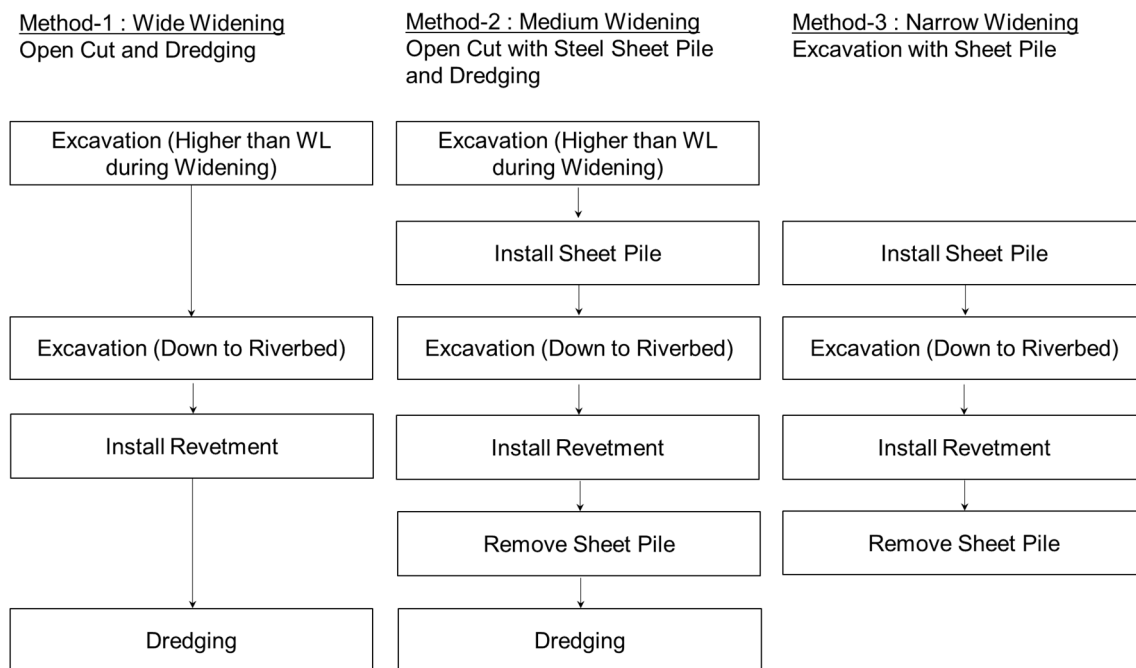 Method-1 : Wide Widening
Open Cut and Dredging
Excavation (Higher than WL
during Widening)
Excavation (Down to Riverbed)
Install Revetment
Dredging
Method-2 : Medium Widening
Open Cut with Steel Sheet Pile
and Dredging
Excavation (Higher than WL
during Widening)
Install Sheet Pile
Excavation (Down to Riverbed)
Install Revetment
Remove Sheet Pile
Dredging
Method-3 : Narrow Widening
Excavation with Sheet Pile
Install Sheet Pile
Excavation (Down to Riverbed)
Install Revetment
Remove Sheet Pile